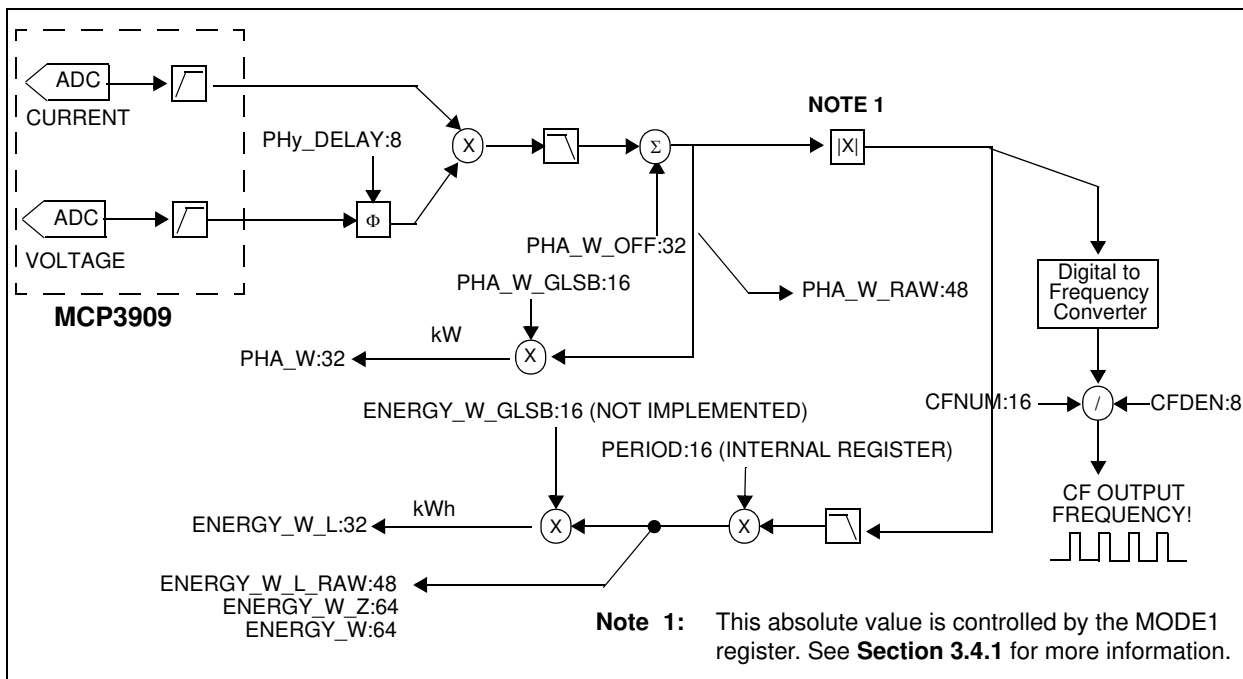 ADC
CURRENT
NOTE 1
PHy_DELAY:8
X
Σ
|X|
ADC
Φ
VOLTAGE
PHA_W_OFF:32
MCP3909
PHA_W_GLSB:16
PHA_W_RAW:48
Digital to
Frequency
Converter
kW
PHA_W:32
X
ENERGY_W_GLSB:16 (NOT IMPLEMENTED)
CFNUM:16
/
CFDEN:8
PERIOD:16 (INTERNAL REGISTER)
CF OUTPUT
FREQUENCY!
kWh
ENERGY_W_L:32
X
X
ENERGY_W_L_RAW:48
ENERGY_W_Z:64
ENERGY_W:64
Note 1: This absolute value is controlled by the MODE1
register. See Section 3.4.1 for more information.